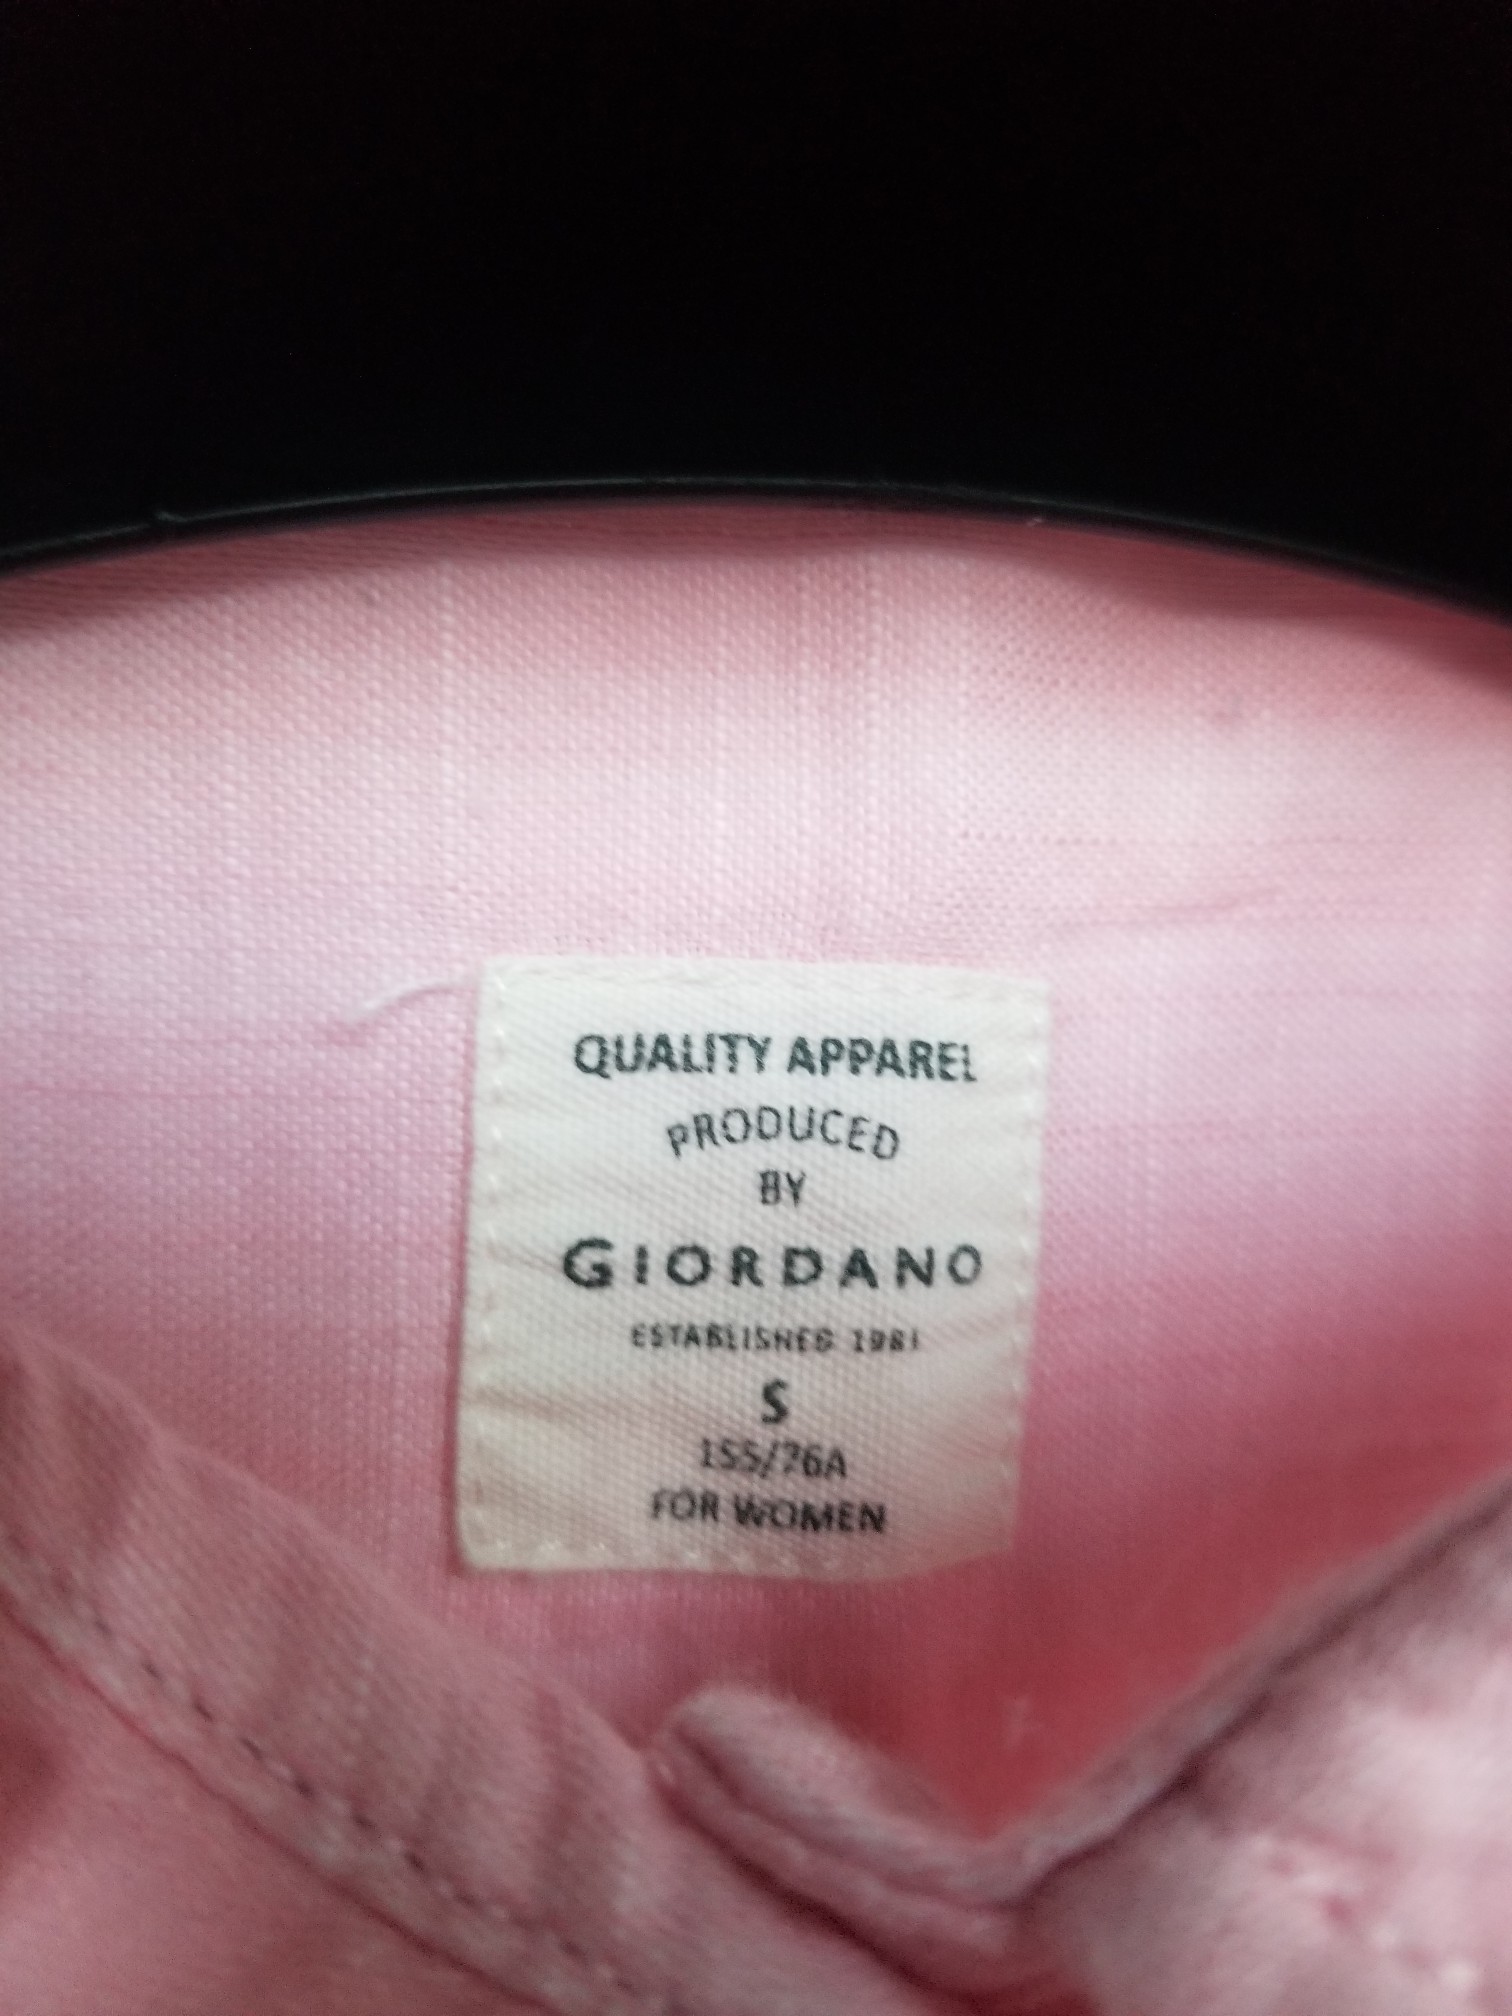 QUALITY APPAREL
PRODUCED
BY
GIORDANO
ESTABLISHED 1981
S
155/76A
FOR WOMEN